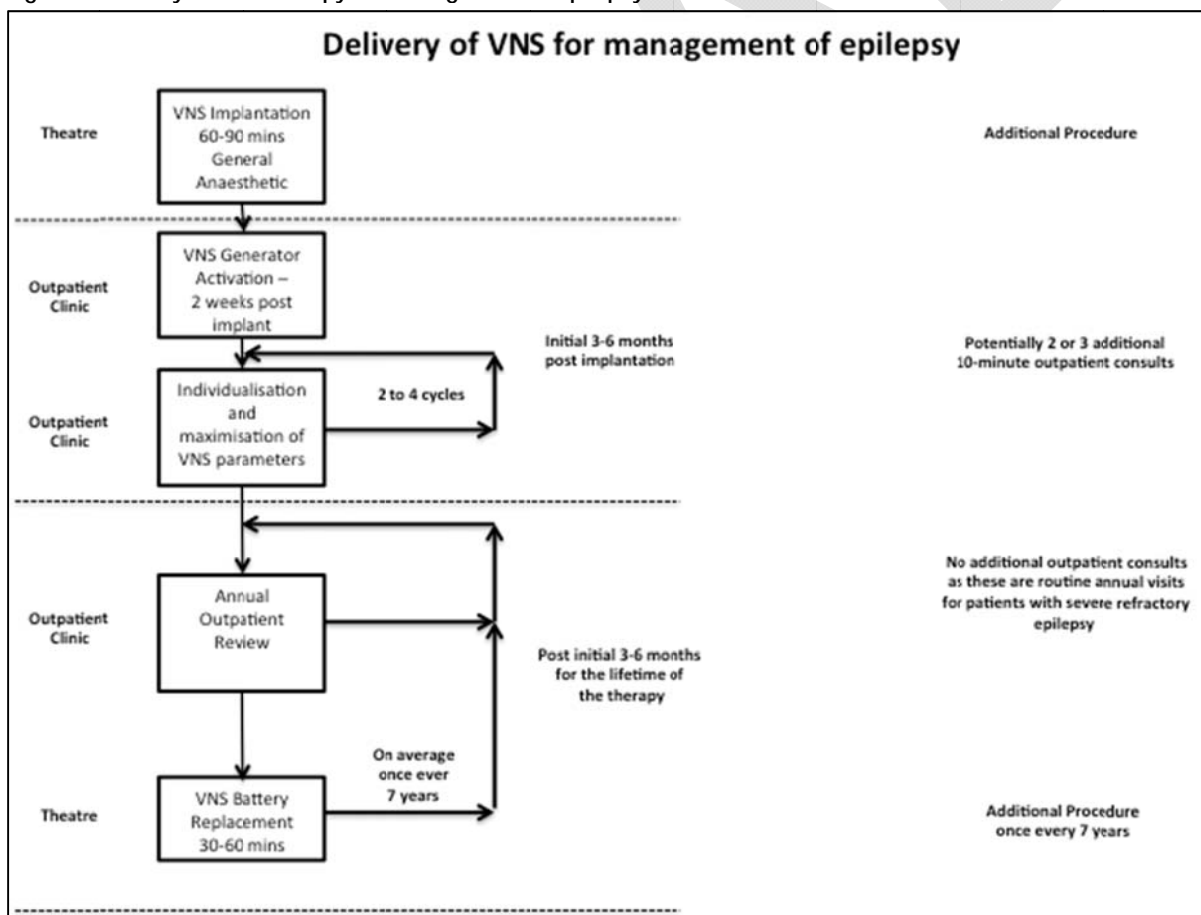 Delivery of VNS for management of epilepsy
Theatre
VNS Implantation
60-90 mins
General
Anaesthetic
Additional Procedure
Outpatient
Clinic
VNS Generator
Activation –
2 weeks post
implant
Initial 3-6 months
post implantation
Potentially 2 or 3 additional
10-minute outpatient consults
Outpatient
Clinic
Individualisation
and
maximisation of
VNS parameters
2 to 4 cycles
Outpatient
Clinic
Annual
Outpatient
Review
Post initial 3-6 months
for the lifetime of
the therapy
No additional outpatient consults
as these are routine annual visits
for patients with severe refractory
epilepsy
Theatre
VNS Battery
Replacement
30-60 mins
On average
once ever
7 years
Additional Procedure
once every 7 years